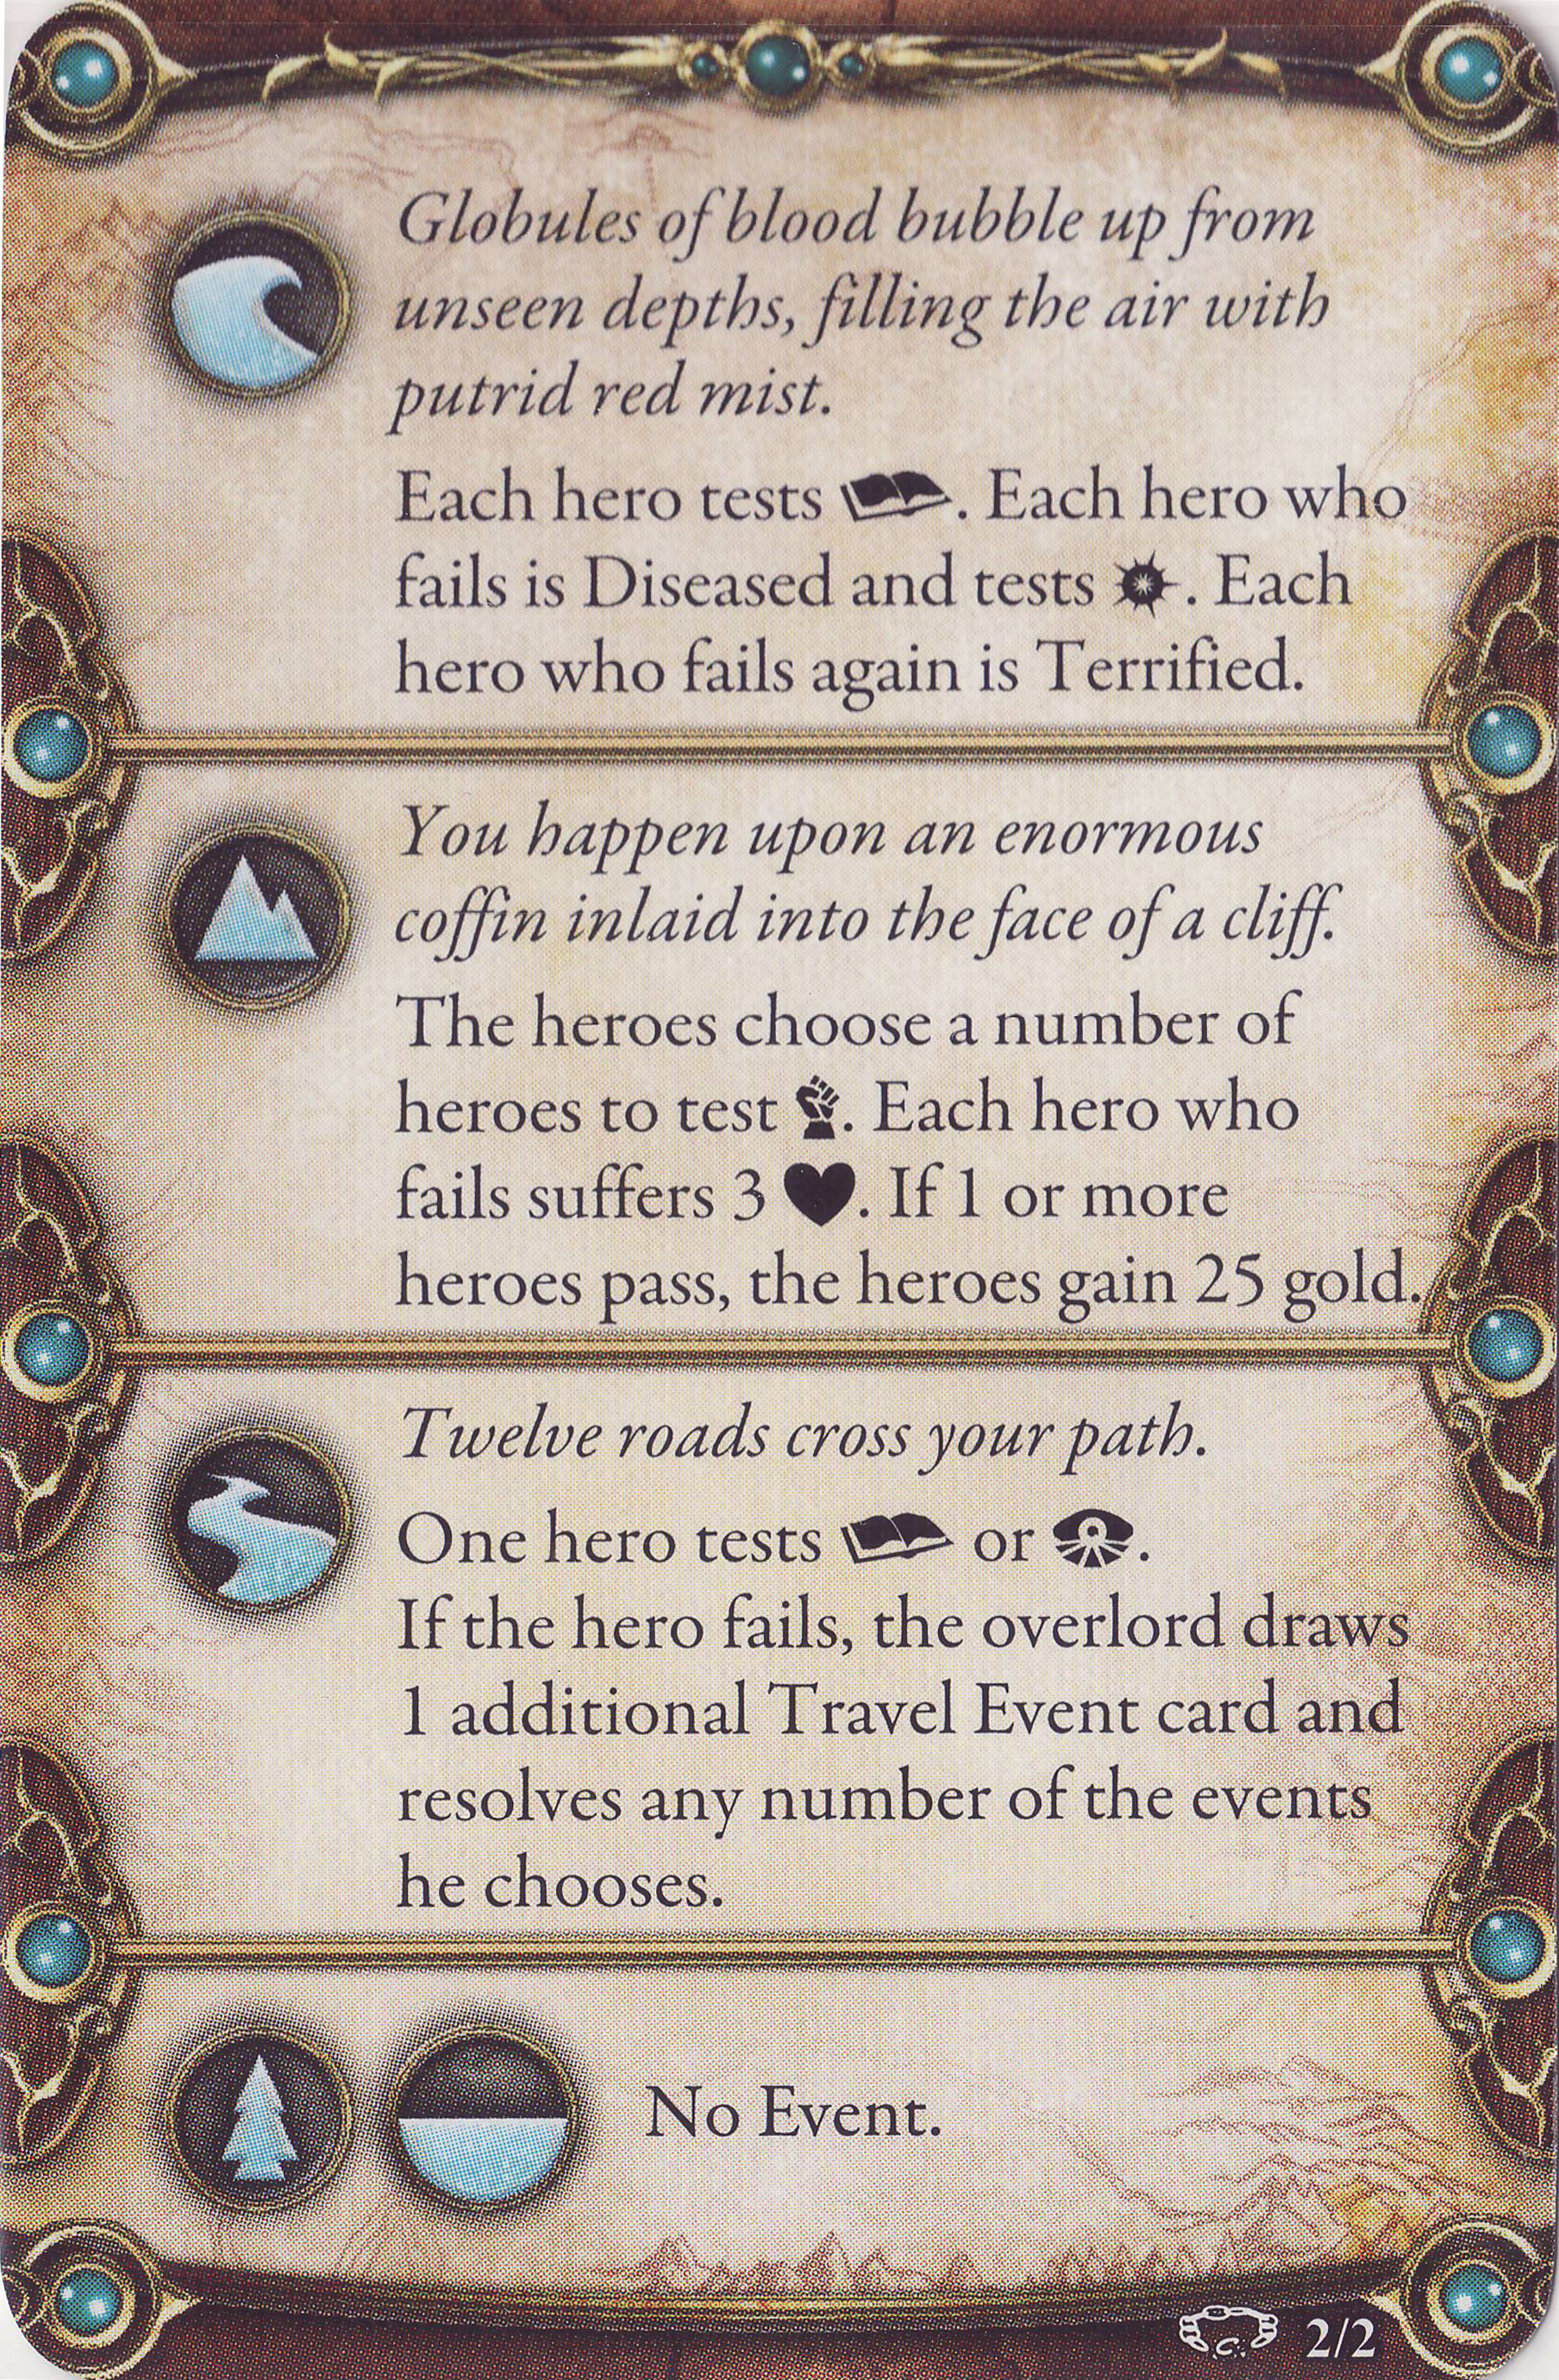 Globules of blood bubble up from
unseen depths, filling the air with
putrid red mist.
Each hero tests . Each hero who
fails is Diseased and tests . Each
hero who fails again is Terrified.
You happen upon an enormous
coffin inlaid into the face of a cliff.
The heroes choose a number of
heroes to test . Each hero who
fails suffers 3 . If 1 or more
heroes pass, the heroes gain 25 gold.
Twelve roads cross your path.
One hero tests or .
If the hero fails, the overlord draws
1 additional Travel Event card and
resolves any number of the events
he chooses.
No Event.
C. 2/2